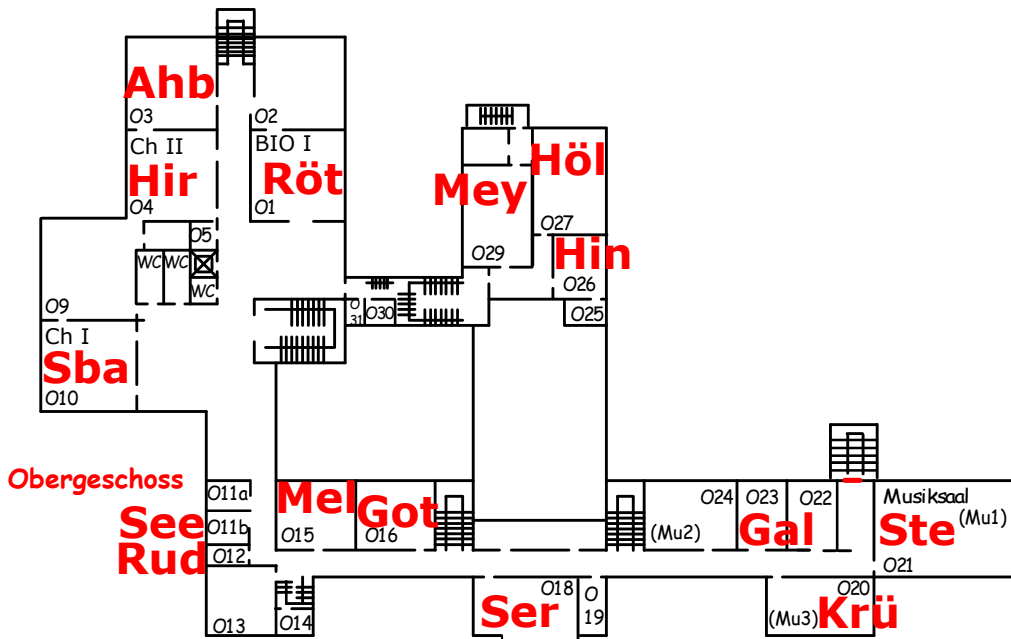 Ahb
O3
O2
Ch II
BIO I
Hir
Röt
O4
O1
O5
WC
WC
WC
Höl
Mey
O27
O29
Hin
O26
O25
O9
O
31
O30
Ch I
Sba
O10
Obergeschoss
O11a
See
O11b
Rud
O12
O13
O14
Mel
O15
Got
O16
O24
(Mu2)
O23
Gal
O22
Musiksaal
Ste
(Mu1)
O21
O18
Ser
O
19
O20
(Mu3)
Krü